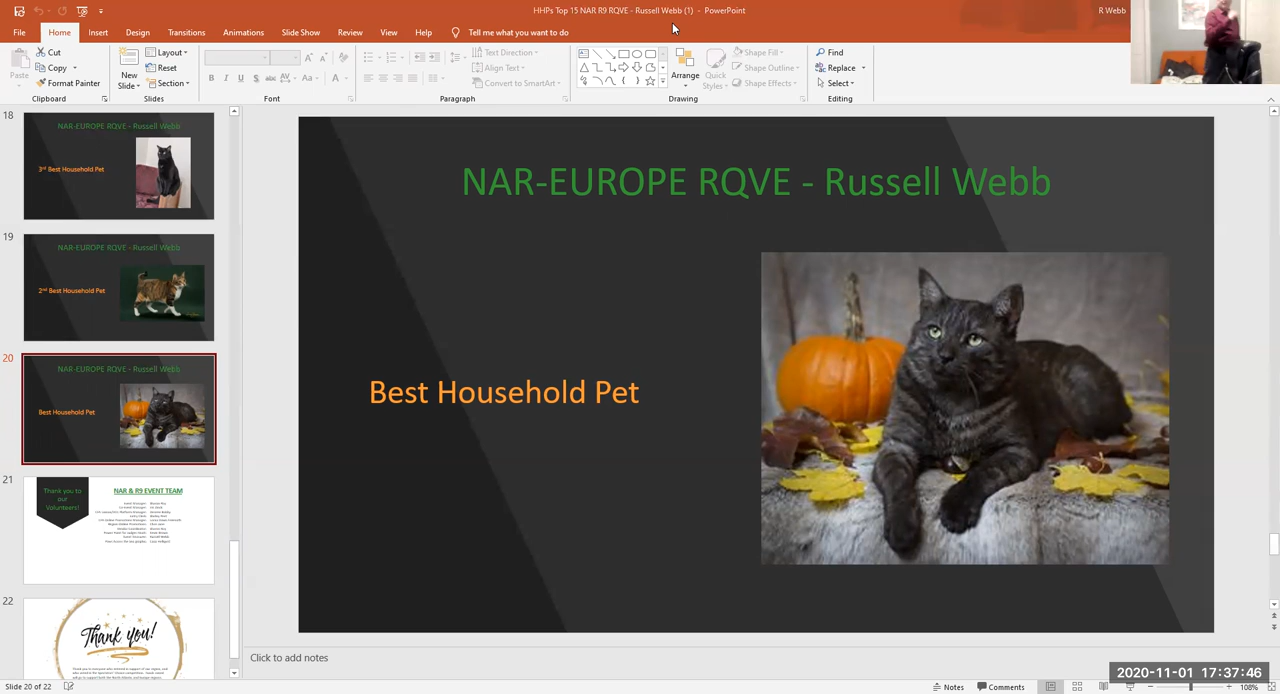 HHPs Top 15 NAR R9 RQVE - Russell Webb (1) - PowerPoint
R Webb
File Home Insert Design Transitions Animations Slide Show Review View Help Tell me what you want to do
Paste
Cut
Copy
Format Painter
Clipboard
New
Slide
Layout
Reset
Section
Slides
B I U S abc AV Aa A
Font
Text Direction
Align Text
Convert to SmartArt
Paragraph
Arrange
Quick
Styles
Shape Fill
Shape Outline
Shape Effects
Drawing
Find
Replace
Select
Editing
18
NAR-EUROPE RQVE - Russell Webb
3rd Best Household Pet
19
NAR-EUROPE RQVE - Russell Webb
2nd Best Household Pet
20
NAR-EUROPE RQVE - Russell Webb
Best Household Pet
21
Thank you to
our
Volunteers!
NAR & R9 EVENT TEAM
22
Thank you!
NAR-EUROPE RQVE - Russell Webb
Best Household Pet
Click to add notes
Slide 20 of 22
Notes
Comments
108%
2020-11-01 17:37:46